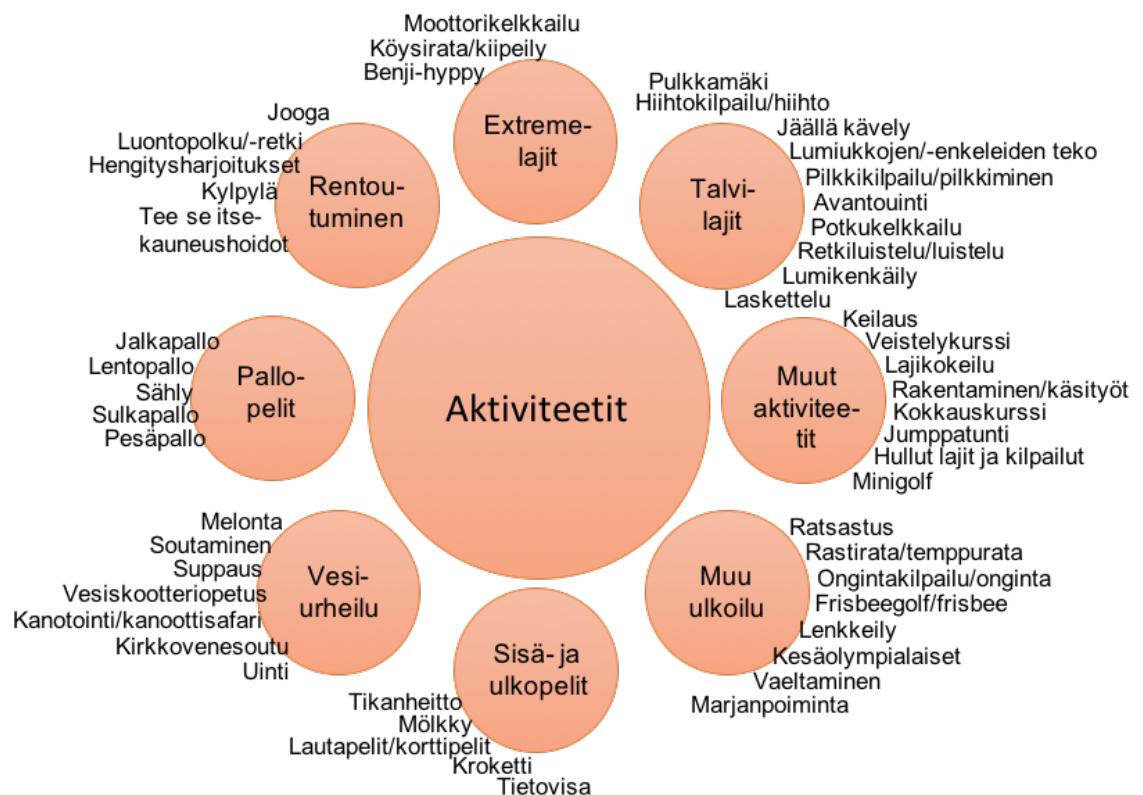 Aktiviteetit
Extreme-
lajit
Moottorikelkkailu
Köysirata/kiipeily
Benji-hyppy
Talvi-
lajit
Pulkkamäki
Hiihtokilpailu/hiihto
Jäällä kävely
Lumiukkojen/-enkeleiden teko
Pilkkikilpailu/pilkkiminen
Avantouinti
Potkukelkkailu
Retkiluistelu/luistelu
Lumikenkäily
Laskettelu
Muut
aktivitee-
tit
Keilaus
Veistelykurssi
Lajikokeilu
Rakentaminen/käsityöt
Kokkauskurssi
Jumppatunti
Hullut lajit ja kilpailut
Minigolf
Muu
ulkoilu
Ratsastus
Rastirata/temppurata
Ongintakilpailu/onginta
Frisbeegolf/frisbee
Lenkkeily
Kesäolympialaiset
Vaeltaminen
Marjanpoiminta
Sisä- ja
ulkopelit
Tikanheitto
Mölkky
Lautapelit/korttipelit
Kroketti
Tietovisa
Vesi-
urheilu
Melonta
Soutaminen
Suppaus
Vesiskootteriopetus
Kanotointi/kanoottisafari
Kirkkovenesoutu
Uinti
Pallo-
pelit
Jalkapallo
Lentopallo
Sähly
Sulkapallo
Pesäpallo
Rentou-
tuminen
Jooga
Luontopolku/-retki
Hengitysharjoitukset
Kylpylä
Tee se itse-
kauneushoidot